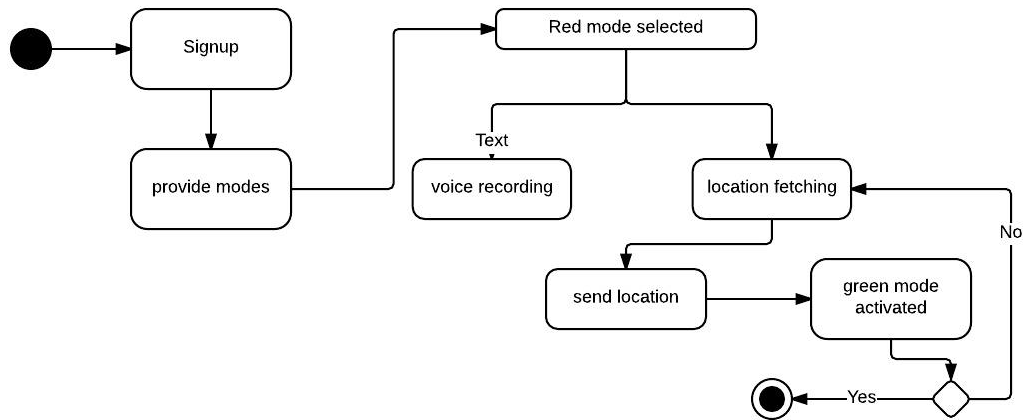 Signup
Red mode selected
Text
provide modes
voice recording
location fetching
No
send location
green mode
activated
Yes